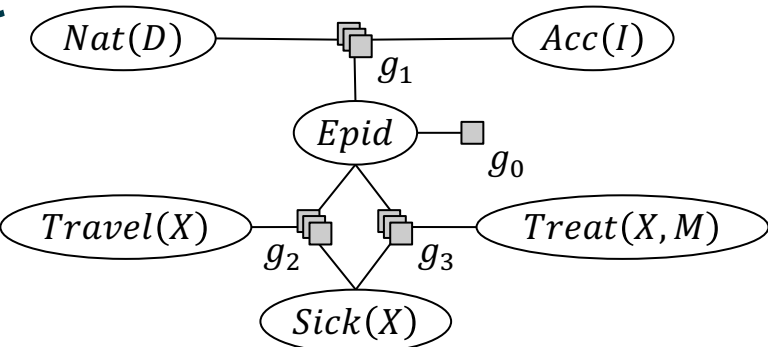 Nat(D) Acc(I)
g₁
Epid
g₀
Travel(X) Treat(X, M)
g₂ g₃
Sick(X)